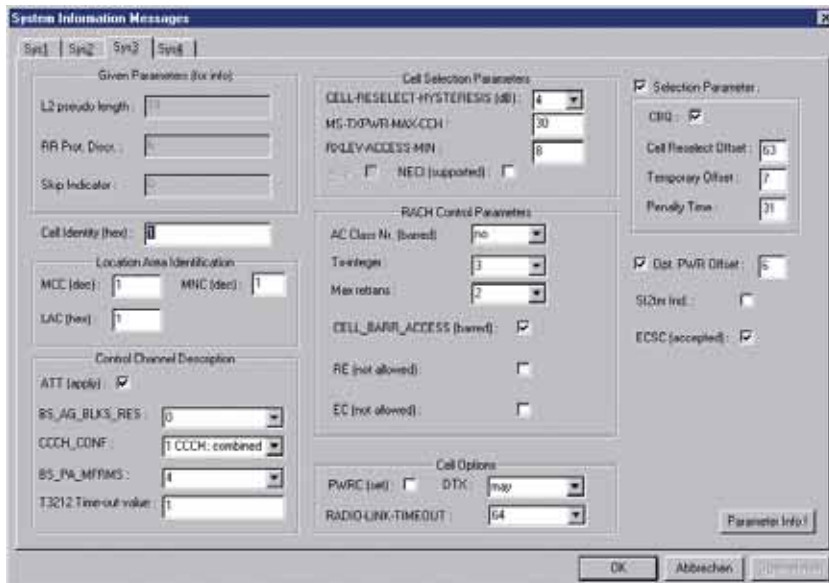 System Information Messages
Sys1 Sys2 Sys3 Sys4
Given Parameters (for info)
L2 pseudo length :
RR Prot. Discr. :
Skip Indicator :
Cell Identity (hex) : 1
Location Area Identification
MCC (dec) : 1 MNC (dec) : 1
LAC (hex) : 1
Control Channel Description
ATT (apply) :
BS_AG_BLKS_RES : 0
CCCH_CONF : 1 CCCH; combined
BS_PA_MFRMS : 4
T3212 Time-out value : 1
Cell Selection Parameters
CELL-RESELECT-HYSTERESIS (dB) : 4
MS-TXPWR-MAX-CCH : 30
RXLEV-ACCESS-MIN : 8
NECI (supported) :
RACH Control Parameters
AC Class Nr. (barred) no
Tx-integer : 3
Max retrans : 2
CELL_BARR_ACCESS (barred) :
RE (not allowed) :
EC (not allowed) :
Cell Options
PWRC (set) : DTX : may
RADIO-LINK-TIMEOUT : 64
Selection Parameter :
CBQ :
Cell Reselect Offset : 63
Temporary Offset : 7
Penalty Time : 31
Opt. PWR Offset : 6
SI2ter Ind. :
ECSC (accepted) :
Parameter Info !
OK Abbrechen